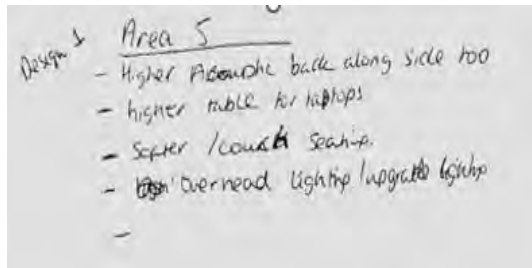 Design 1
Area 5
- Higher Acoustic back along side too
- higher table for laptops
- Softer / couch Seating.
- Overhead lighting / upgrade lighting
-